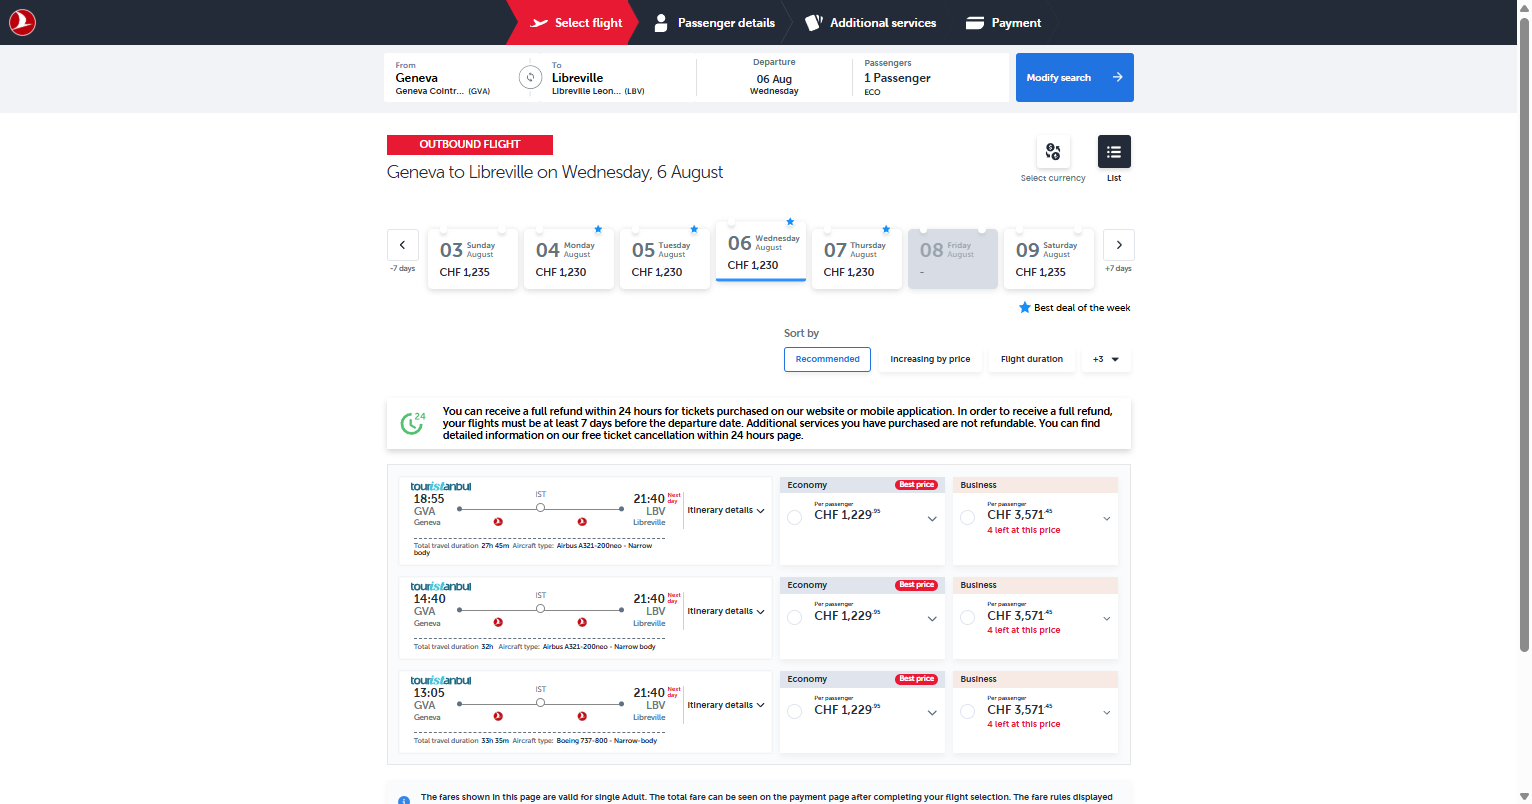 Select flight
Passenger details
Additional services
Payment
From
Geneva
Geneva Cointr... (GVA)
To
Libreville
Libreville Leon... (LBV)
Departure
06 Aug
Wednesday
Passengers
1 Passenger
ECO
Modify search
OUTBOUND FLIGHT
Geneva to Libreville on Wednesday, 6 August
Select currency
List
-7 days
03 Sunday August
CHF 1,235
04 Monday August
CHF 1,230
05 Tuesday August
CHF 1,230
06 Wednesday August
CHF 1,230
07 Thursday August
CHF 1,230
08 Friday August
-
09 Saturday August
CHF 1,235
+7 days
Best deal of the week
Sort by
Recommended
Increasing by price
Flight duration
+3
24
You can receive a full refund within 24 hours for tickets purchased on our website or mobile application. In order to receive a full refund,
your flights must be at least 7 days before the departure date. Additional services you have purchased are not refundable. You can find
detailed information on our free ticket cancellation within 24 hours page.
touristanbul
18:55
GVA
Geneva
IST
21:40 Next day
LBV
Libreville
Itinerary details
Total travel duration 27h 45m Aircraft type: Airbus A321-200neo - Narrow
body
Economy
Best price
Per passenger
CHF 1,229.95
Business
Per passenger
CHF 3,571.45
4 left at this price
touristanbul
14:40
GVA
Geneva
IST
21:40 Next day
LBV
Libreville
Itinerary details
Total travel duration 32h Aircraft type: Airbus A321-200neo - Narrow body
Economy
Best price
Per passenger
CHF 1,229.95
Business
Per passenger
CHF 3,571.45
4 left at this price
touristanbul
13:05
GVA
Geneva
IST
21:40 Next day
LBV
Libreville
Itinerary details
Total travel duration 33h 35m Aircraft type: Boeing 737-800 - Narrow-body
Economy
Best price
Per passenger
CHF 1,229.95
Business
Per passenger
CHF 3,571.45
4 left at this price
The fares shown in this page are valid for single Adult. The total fare can be seen on the payment page after completing your flight selection. The fare rules displayed